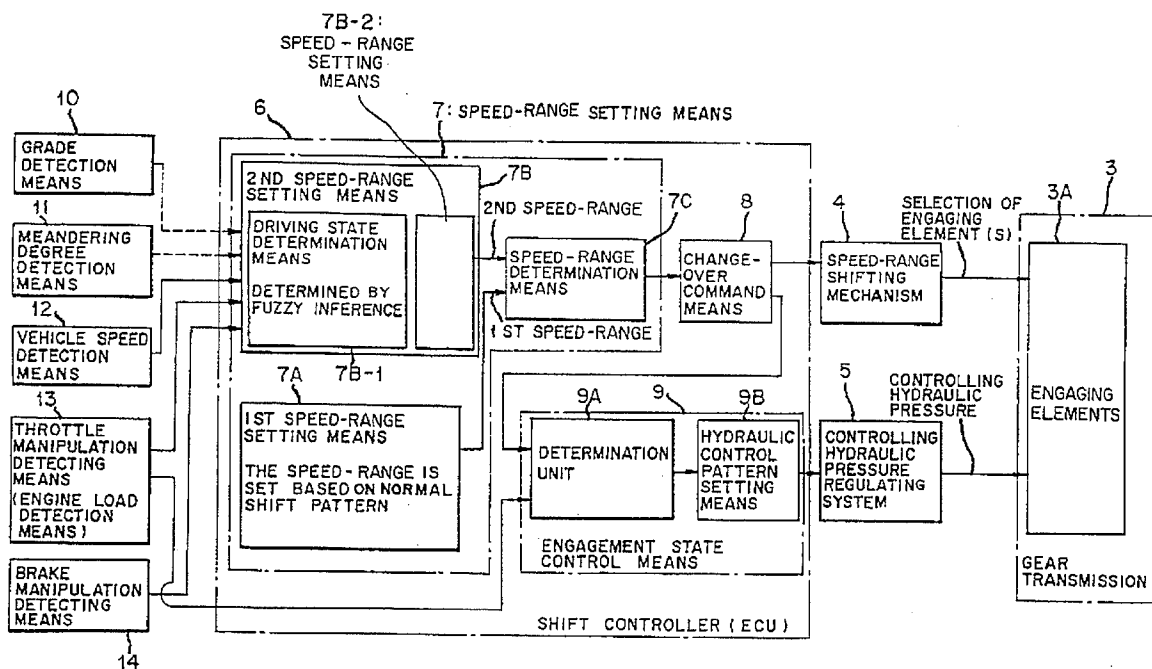 7B-2:
SPEED-RANGE
SETTING
MEANS
10
GRADE
DETECTION
MEANS
11
MEANDERING
DEGREE
DETECTION
MEANS
12
VEHICLE SPEED
DETECTION
MEANS
13
THROTTLE
MANIPULATION
DETECTING
MEANS
(ENGINE LOAD
DETECTION
MEANS)
BRAKE
MANIPULATION
DETECTING
MEANS
14
6
7: SPEED-RANGE SETTING MEANS
2ND SPEED-RANGE
SETTING MEANS
7B
DRIVING STATE
DETERMINATION
MEANS
DETERMINED BY
FUZZY INFERENCE
7B-1
2ND SPEED-RANGE
7C
SPEED-RANGE
DETERMINATION
MEANS
1ST SPEED-RANGE
7A
1ST SPEED-RANGE
SETTING MEANS
THE SPEED-RANGE IS
SET BASED ON NORMAL
SHIFT PATTERN
8
CHANGE-
OVER
COMMAND
MEANS
9A
9
9B
DETERMINATION
UNIT
HYDRAULIC
CONTROL
PATTERN
SETTING
MEANS
ENGAGEMENT STATE
CONTROL MEANS
SHIFT CONTROLLER (ECU)
4
SPEED-RANGE
SHIFTING
MECHANISM
SELECTION OF
ENGAGING
ELEMENT(S)
5
CONTROLLING
HYDRAULIC
PRESSURE
REGULATING
SYSTEM
CONTROLLING
HYDRAULIC
PRESSURE
3
3A
ENGAGING
ELEMENTS
GEAR
TRANSMISSION